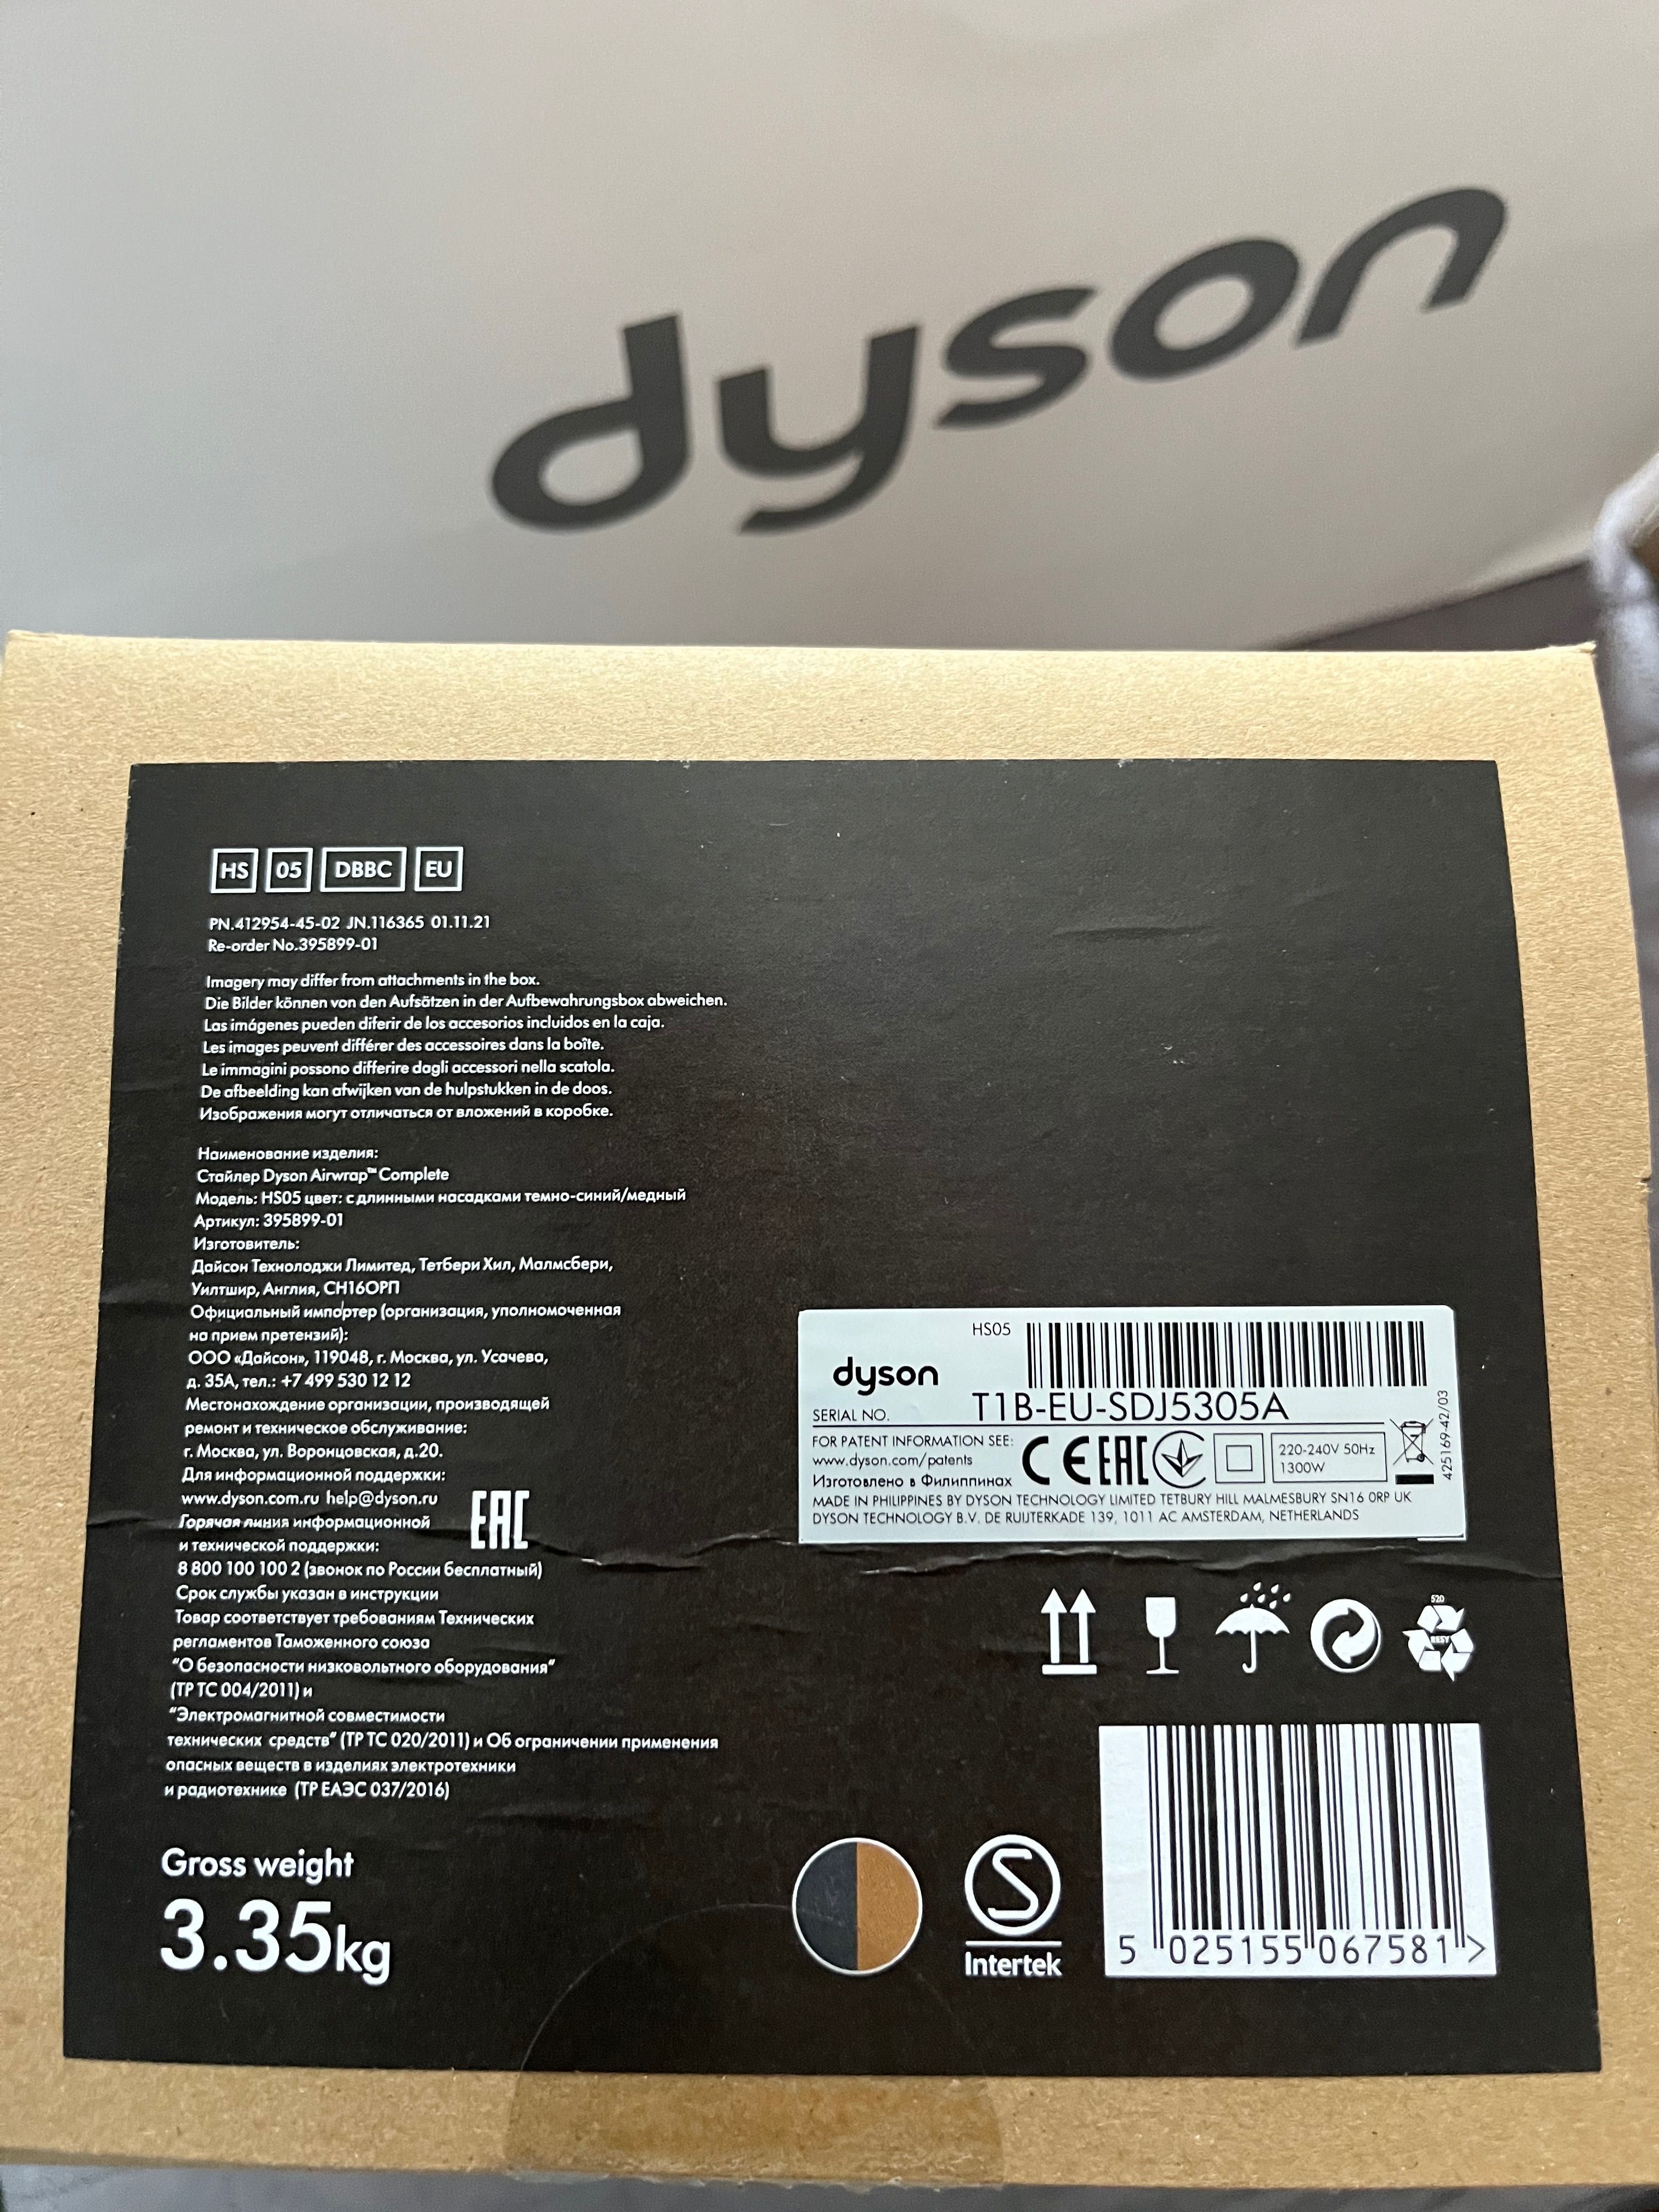 dyson
HS 05 DBBC EU
PN.412954-45-02 JN.116365 01.11.21
Re-order No.395899-01
Imagery may differ from attachments in the box.
Die Bilder können von den Aufsätzen in der Aufbewahrungsbox abweichen.
Las imágenes pueden diferir de los accesorios incluidos en la caja.
Les images peuvent différer des accessoires dans la boîte.
Le immagini possono differire dagli accessori nella scatola.
De afbeelding kan afwijken van de hulpstukken in de doos.
Изображения могут отличаться от вложений в коробке.
Наименование изделия:
Стайлер Dyson Airwrap™ Complete
Модель: HS05 цвет: с длинными насадками темно-синий/медный
Артикул: 395899-01
Изготовитель:
Дайсон Технолоджи Лимитед, Тетбери Хил, Малмсбери,
Уилтшир, Англия, СН16ОРП
Официальный импортер (организация, уполномоченная
на прием претензий):
ООО «Дайсон», 119048, г. Москва, ул. Усачева,
д. 35А, тел.: +7 499 530 12 12
Местонахождение организации, производящей
ремонт и техническое обслуживание:
г. Москва, ул. Воронцовская, д.20.
Для информационной поддержки:
www.dyson.com.ru help@dyson.ru
Горячая линия информационной
и технической поддержки:
EAC
8 800 100 100 2 (звонок по России бесплатный)
Срок службы указан в инструкции
Товар соответствует требованиям Технических
регламентов Таможенного союза
"О безопасности низковольтного оборудования"
(ТР ТС 004/2011) и
"Электромагнитной совместимости
технических средств" (ТР ТС 020/2011) и Об ограничении применения
опасных веществ в изделиях электротехники
и радиотехнике (ТР ЕАЭС 037/2016)
Gross weight
3.35kg
HS05
dyson
SERIAL NO. T1B-EU-SDJ5305A
FOR PATENT INFORMATION SEE:
www.dyson.com/patents
Изготовлено в Филиппинах
CE EAC
220-240V 50Hz
1300W
425169-42/03
MADE IN PHILIPPINES BY DYSON TECHNOLOGY LIMITED TETBURY HILL MALMESBURY SN16 0RP UK
DYSON TECHNOLOGY B.V. DE RUIJTERKADE 139, 1011 AC AMSTERDAM, NETHERLANDS
520
RESY
S
Intertek
5 025155 067581 >